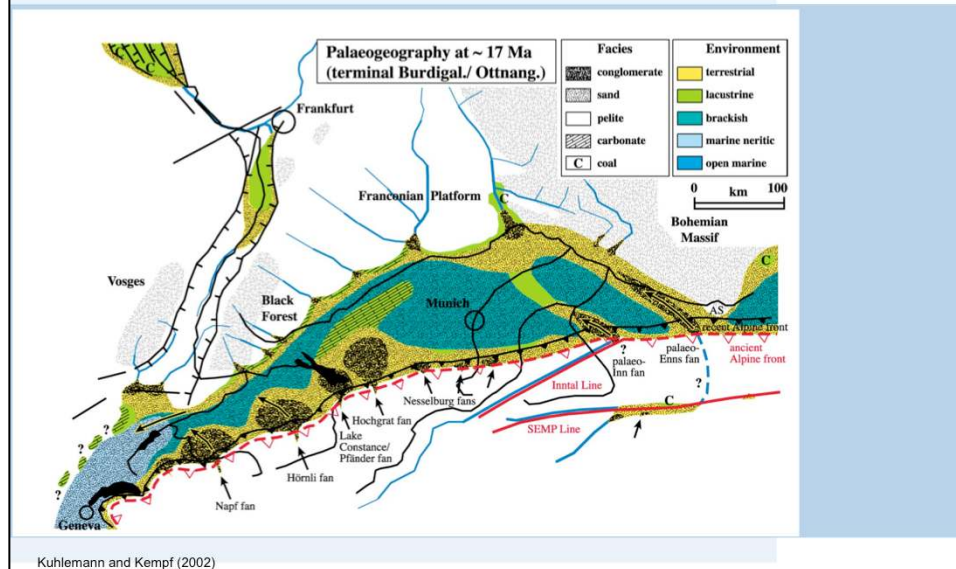 Palaeogeography at ~ 17 Ma
(terminal Burdigal./ Ottnang.)
Facies
conglomerate
sand
pelite
carbonate
C coal
Environment
terrestrial
lacustrine
brackish
marine neritic
open marine
0 100
km
C
Frankfurt
Franconian Platform
C
Bohemian
Massif
Vosges
Black
Forest
Munich
C
AS
recent Alpine front
?
palaeo-
Inn fan
palaeo-
Enns fan
ancient
Alpine front
Inntal Line
?
Nesselburg fans
Hochgrat fan
C
SEMP Line
Lake
Constance/
Pfänder fan
Hörnli fan
Napf fan
?
?
?
?
Geneva
Kuhlemann and Kempf (2002)